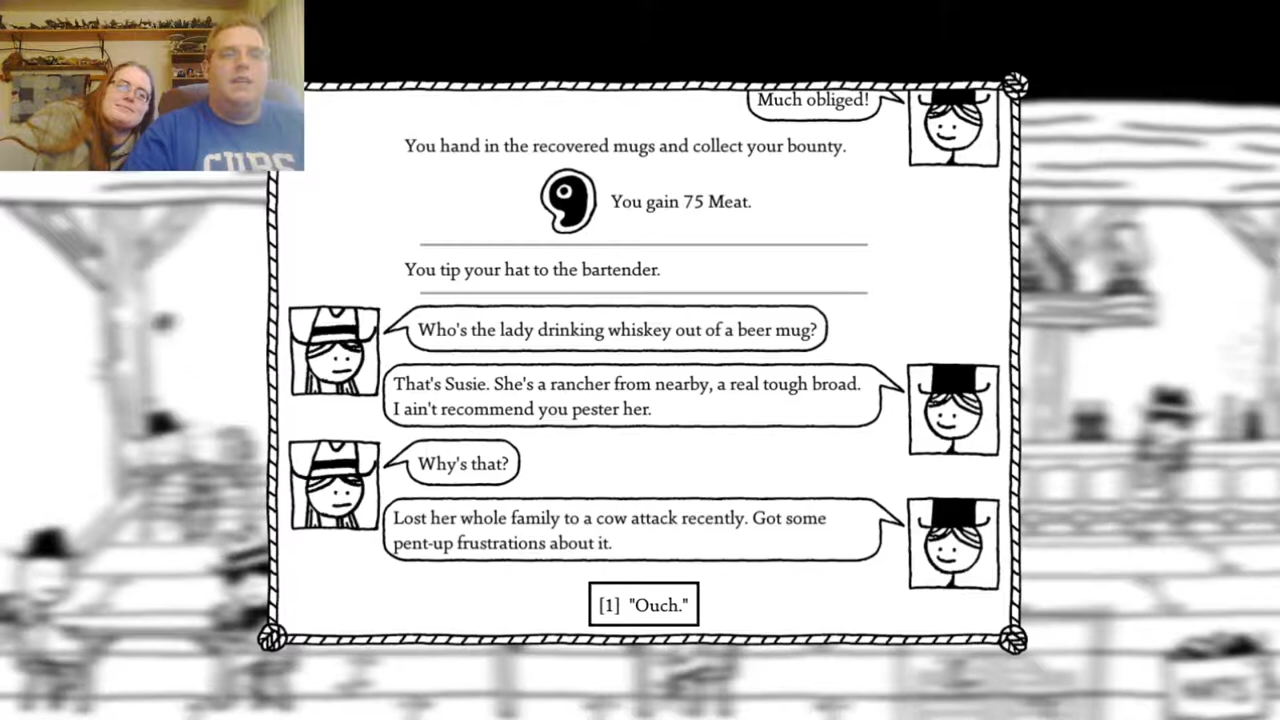 Much obliged!
You hand in the recovered mugs and collect your bounty.
You gain 75 Meat.
You tip your hat to the bartender.
Who's the lady drinking whiskey out of a beer mug?
That's Susie. She's a rancher from nearby, a real tough broad.
I ain't recommend you pester her.
Why's that?
Lost her whole family to a cow attack recently. Got some
pent-up frustrations about it.
[1] "Ouch."
CUBS